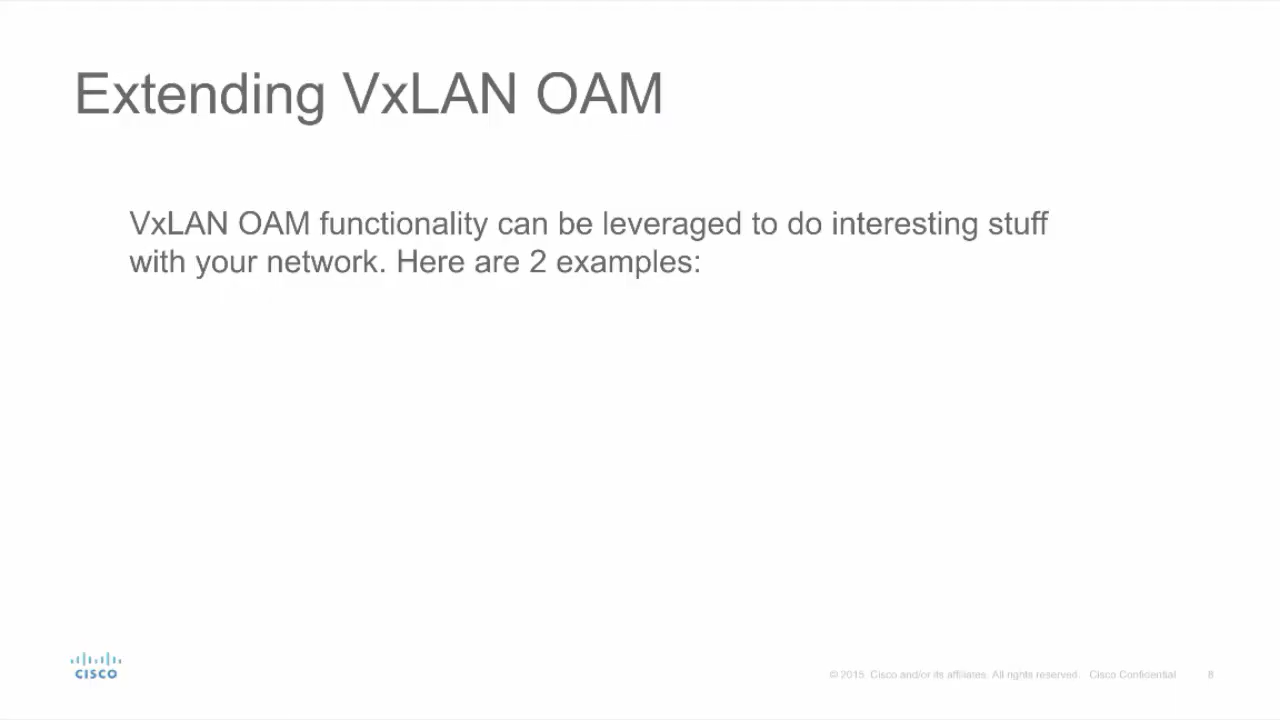 Extending VxLAN OAM
VxLAN OAM functionality can be leveraged to do interesting stuff
with your network. Here are 2 examples:
CISCO
© 2015 Cisco and/or its affiliates. All rights reserved. Cisco Confidential 8